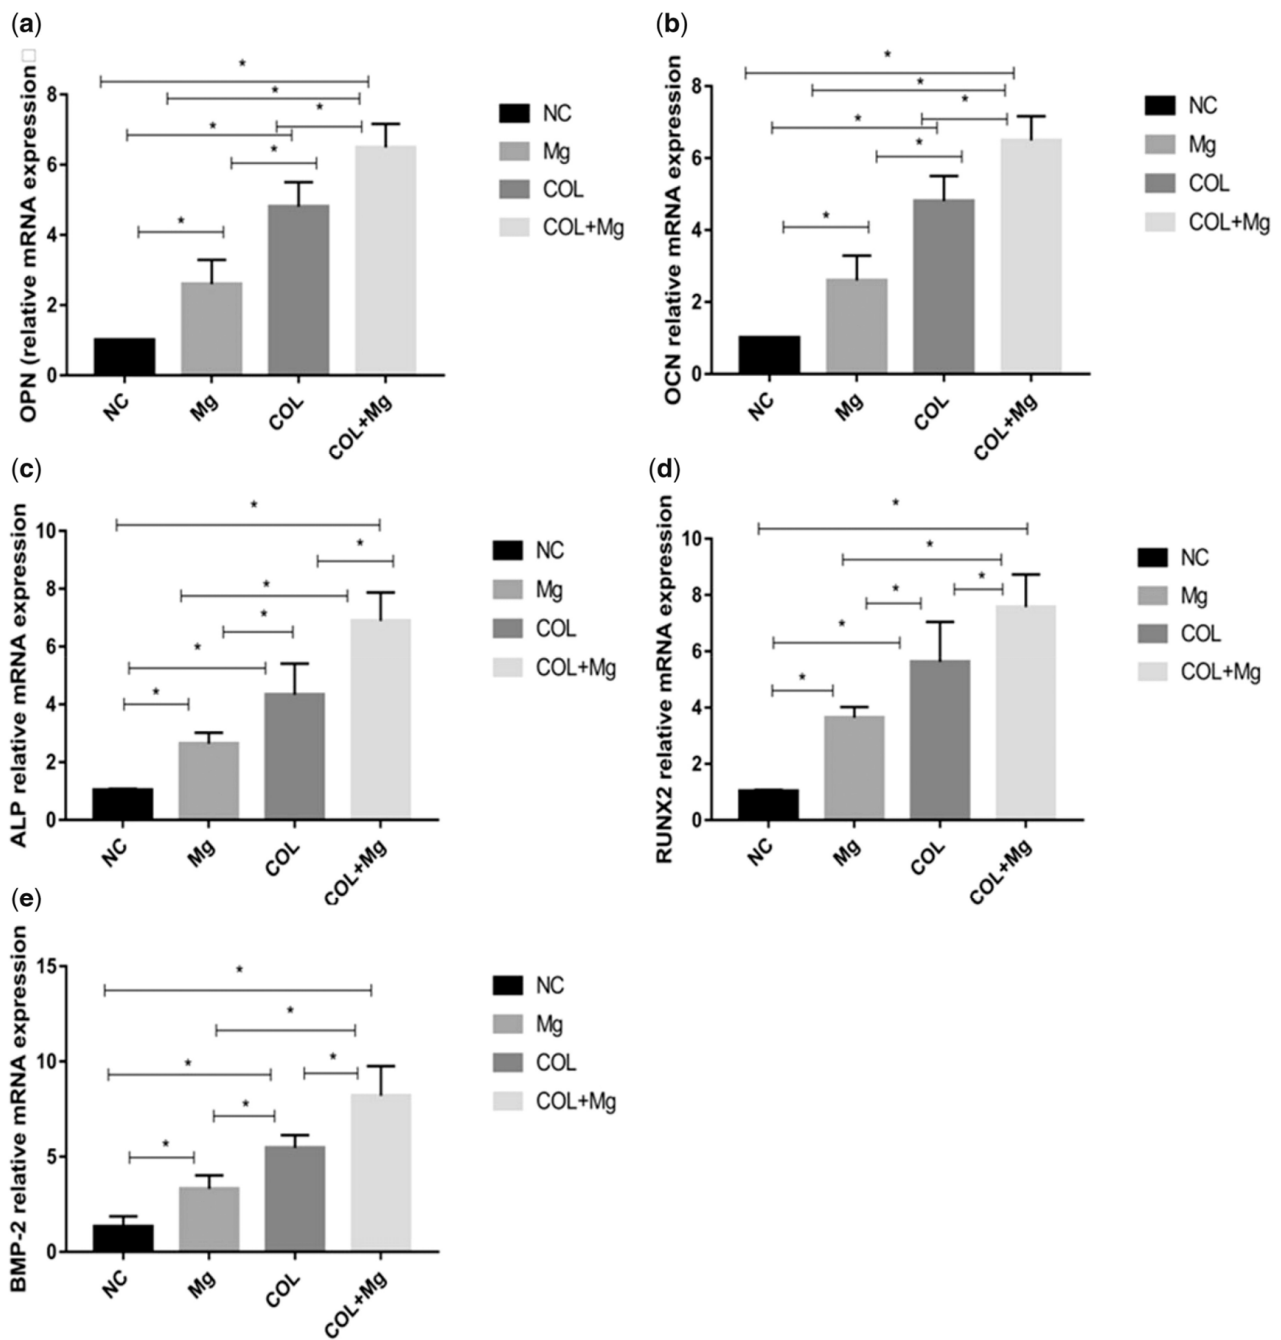 (a)
OPN (relative mRNA expression□
8
6
4
2
0
* * * * * *
NC
Mg
COL
COL+Mg
NC
Mg
COL
COL+Mg
(b)
OCN relative mRNA expression
8
6
4
2
0
* * * * * *
NC
Mg
COL
COL+Mg
NC
Mg
COL
COL+Mg
(c)
ALP relative mRNA expression
10
8
6
4
2
0
* * * * * *
NC
Mg
COL
COL+Mg
NC
Mg
COL
COL+Mg
(d)
RUNX2 relative mRNA expression
10
8
6
4
2
0
* * * * * *
NC
Mg
COL
COL+Mg
NC
Mg
COL
COL+Mg
(e)
BMP-2 relative mRNA expression
15
10
5
0
* * * * * *
NC
Mg
COL
COL+Mg
NC
Mg
COL
COL+Mg